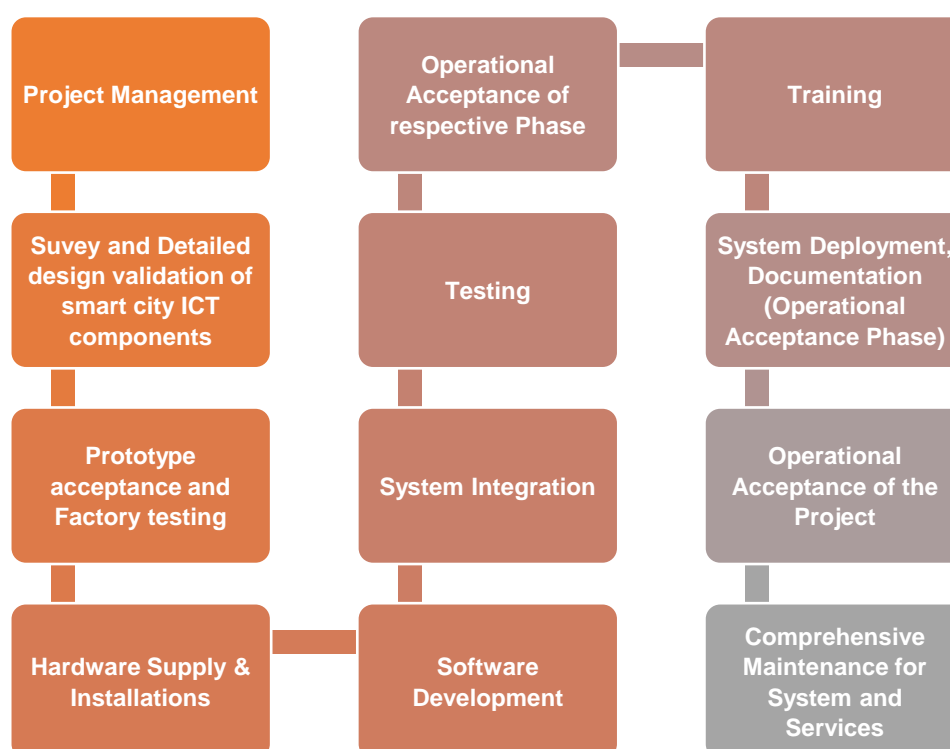 Project Management
Suvey and Detailed
design validation of
smart city ICT
components
Prototype
acceptance and
Factory testing
Hardware Supply &
Installations
Software
Development
System Integration
Testing
Operational
Acceptance of
respective Phase
Training
System Deployment,
Documentation
(Operational
Acceptance Phase)
Operational
Acceptance of the
Project
Comprehensive
Maintenance for
System and
Services